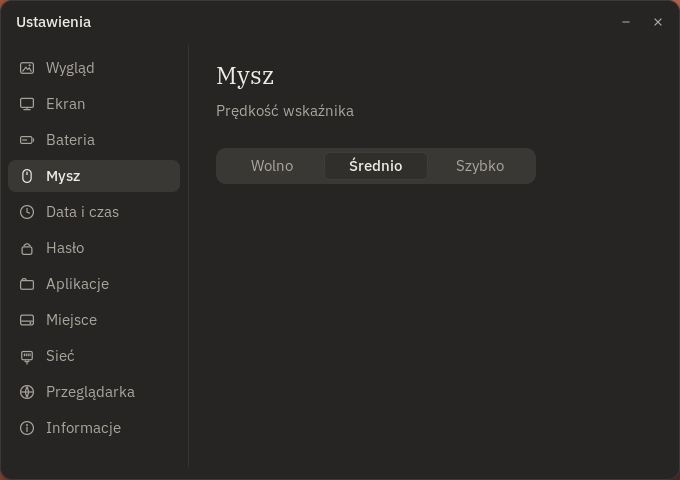 Ustawienia
Wygląd
Ekran
Bateria
Mysz
Data i czas
Hasło
Aplikacje
Miejsce
Sieć
Przeglądarka
Informacje
Mysz
Prędkość wskaźnika
Wolno Średnio Szybko